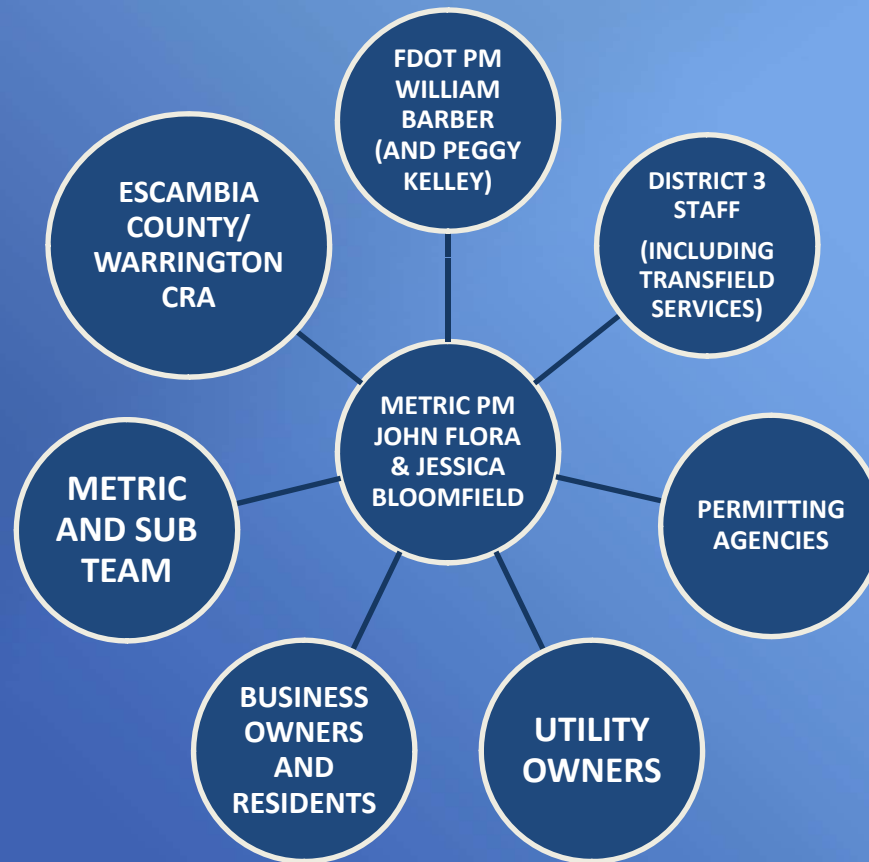 FDOT PM
WILLIAM
BARBER
(AND PEGGY
KELLEY)
DISTRICT 3
STAFF
(INCLUDING
TRANSFIELD
SERVICES)
PERMITTING
AGENCIES
UTILITY
OWNERS
BUSINESS
OWNERS
AND
RESIDENTS
METRIC
AND SUB
TEAM
ESCAMBIA
COUNTY/
WARRINGTON
CRA
METRIC PM
JOHN FLORA
& JESSICA
BLOOMFIELD